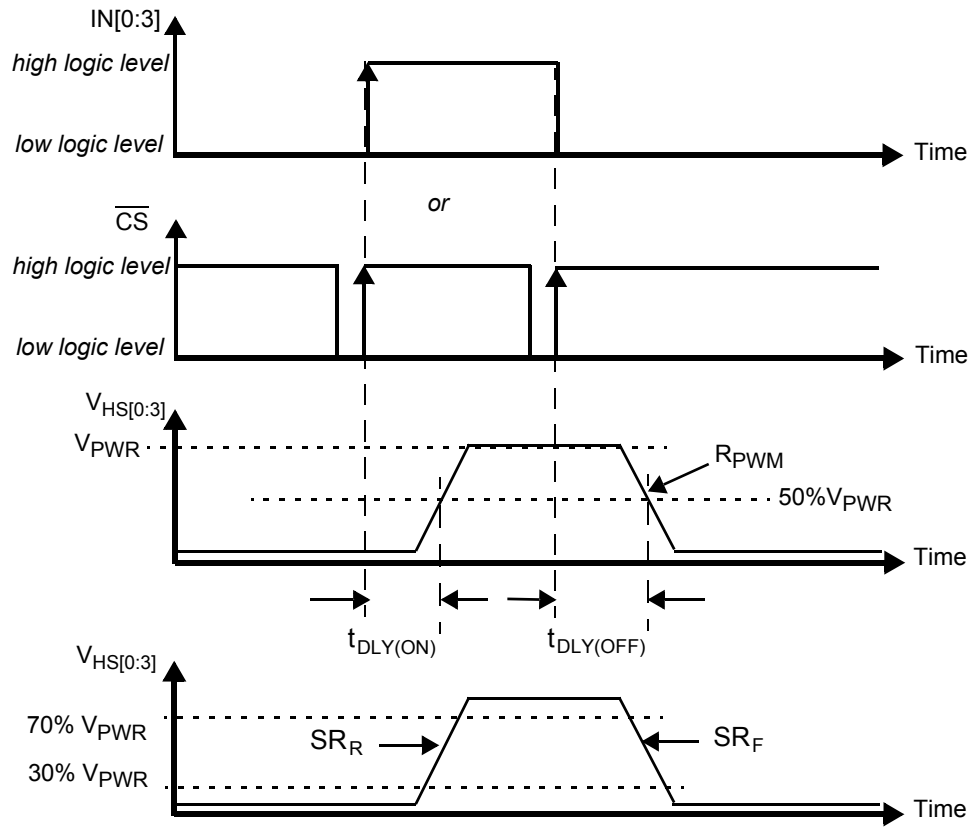 IN[0:3]
high logic level
low logic level
Time
or
CS
high logic level
low logic level
Time
VHS[0:3]
VPWR
RPWM
50%VPWR
Time
tDLY(ON)
tDLY(OFF)
VHS[0:3]
70% VPWR
SRR
SRF
30% VPWR
Time